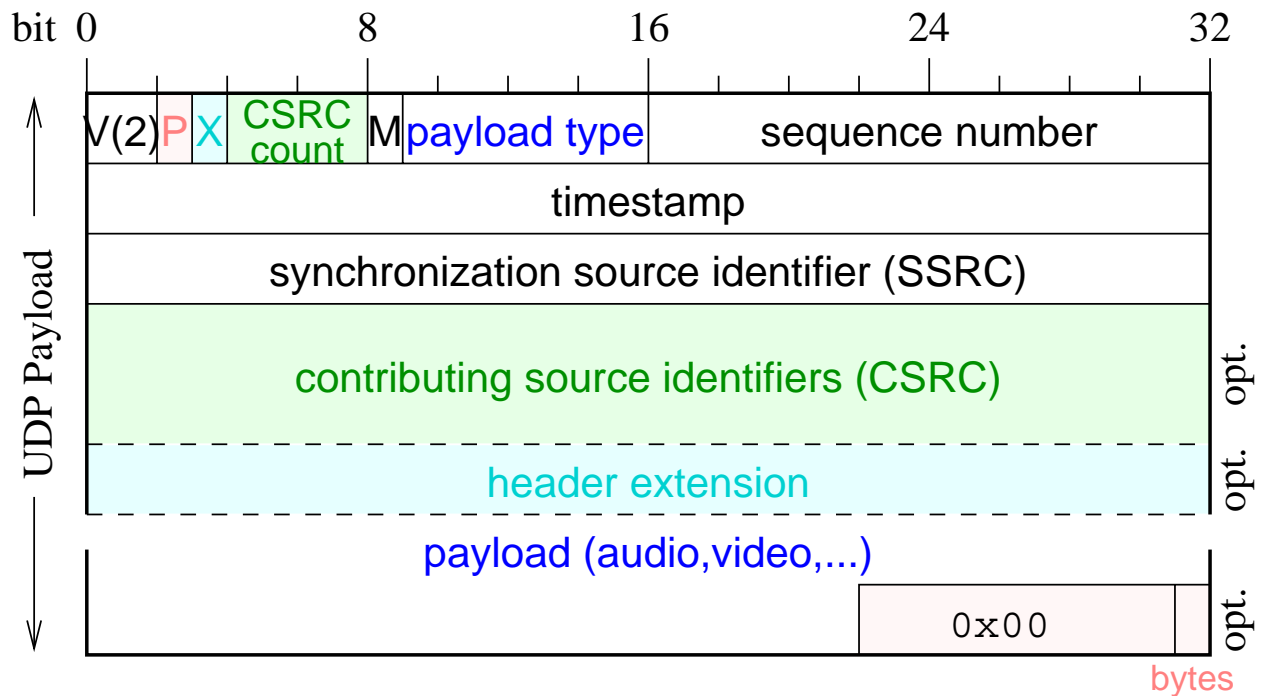 bit 0 8 16 24 32
V(2) P X CSRC count M payload type sequence number
timestamp
synchronization source identifier (SSRC)
contributing source identifiers (CSRC) opt.
header extension opt.
payload (audio,video,...)
0x00 opt.
bytes
UDP Payload